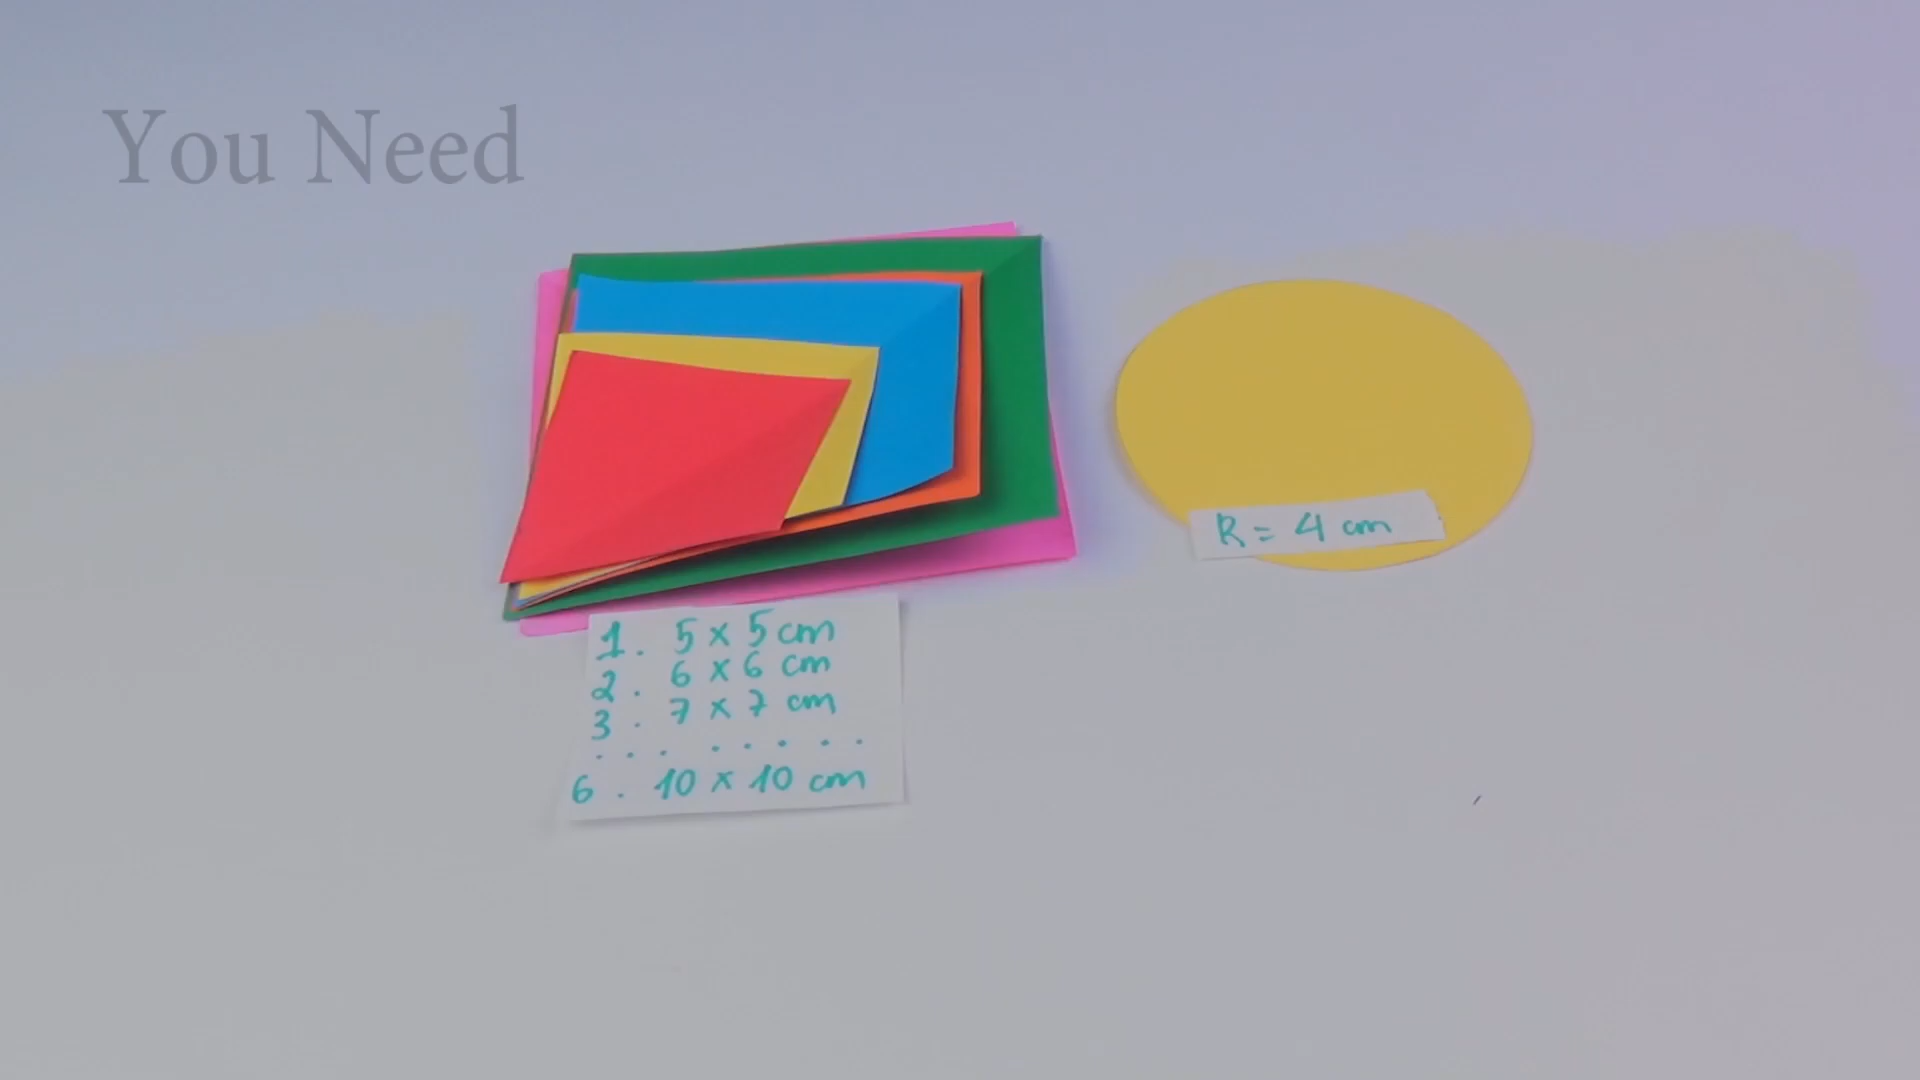 You Need
R = 4 cm
1. 5 x 5 cm
2. 6 x 6 cm
3. 7 x 7 cm
... .....
6. 10 x 10 cm